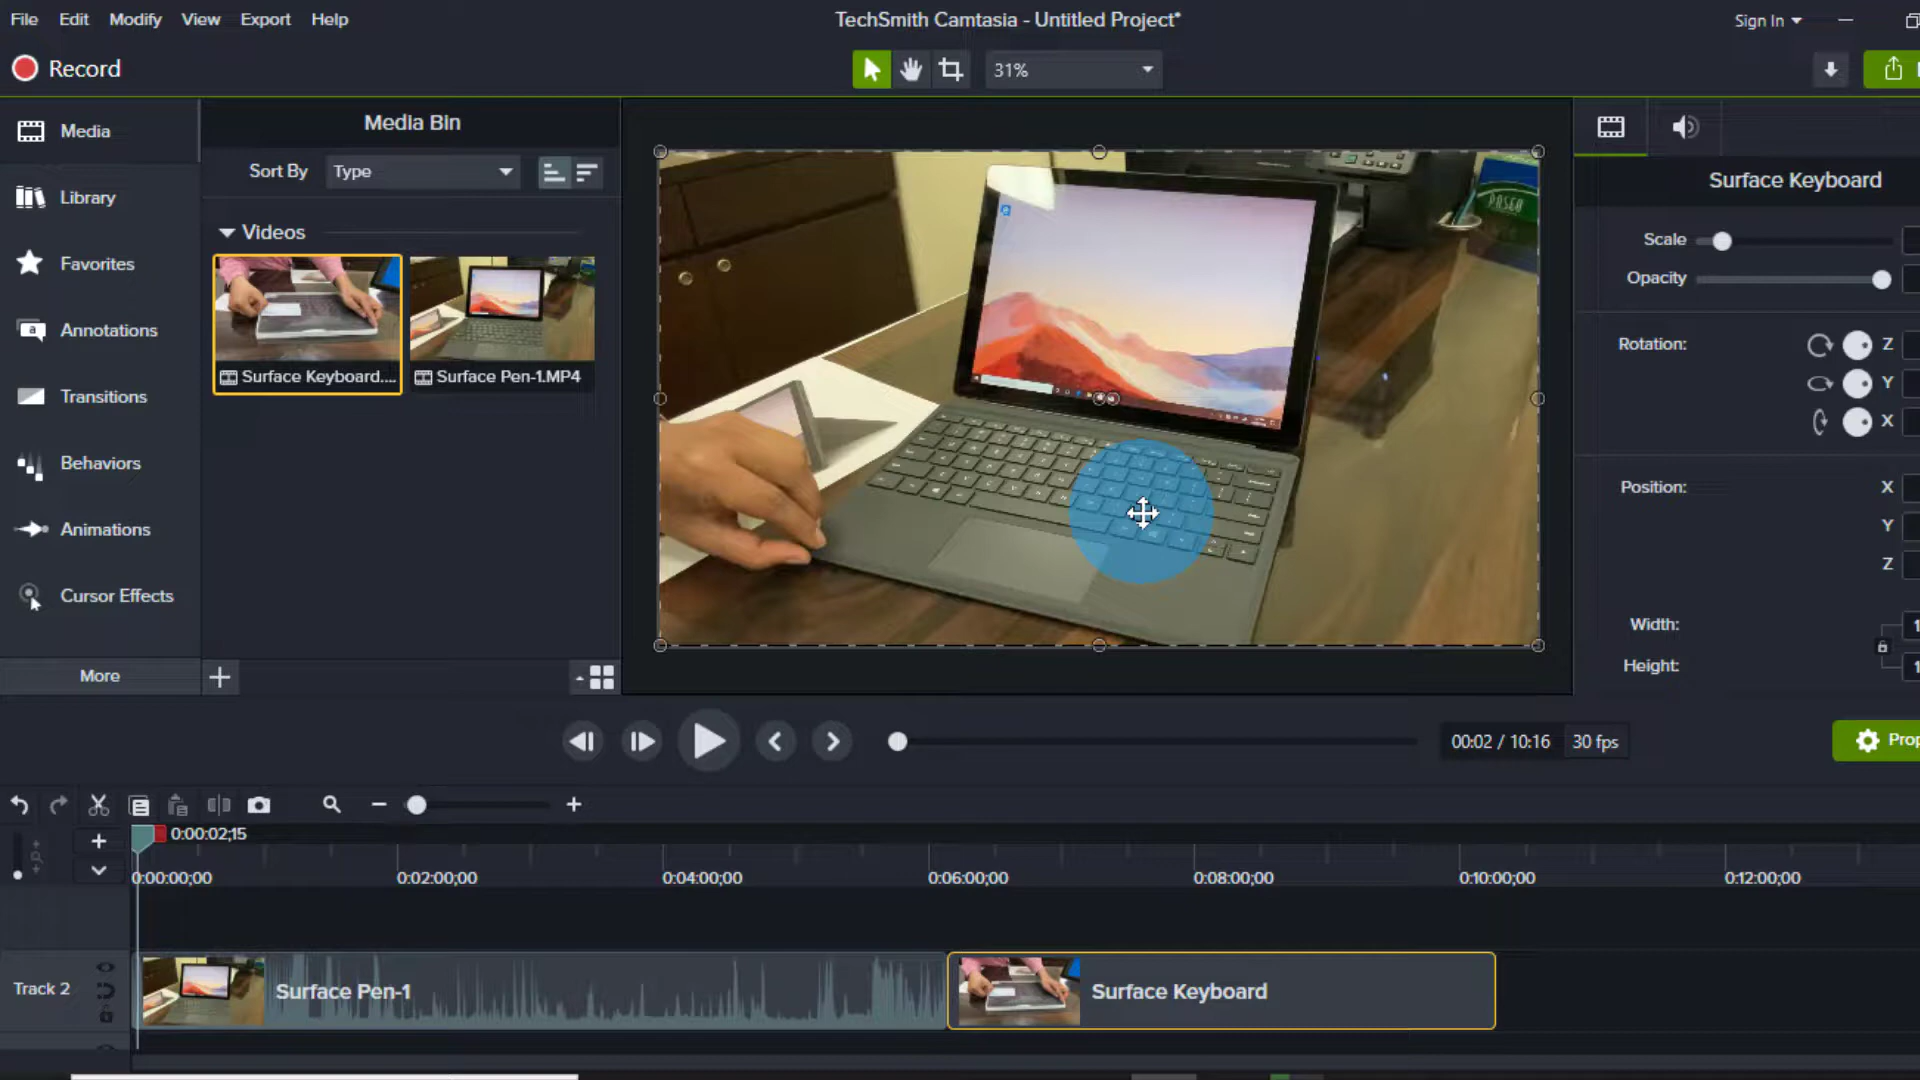 File Edit Modify View Export Help
TechSmith Camtasia - Untitled Project*
Sign In
Record
31%
Media
Library
Favorites
Annotations
Transitions
Behaviors
Animations
Cursor Effects
More
Media Bin
Sort By Type
Videos
Surface Keyboard....
Surface Pen-1.MP4
PASEO
Surface Keyboard
Scale
Opacity
Rotation: Z
Y
X
Position: X
Y
Z
Width: 1
Height: 1
00:02 / 10:16 30 fps
Prop
0:00:02;15
0:00:00;00 0:02:00;00 0:04:00;00 0:06:00;00 0:08:00;00 0:10:00;00 0:12:00;00
Track 2
Surface Pen-1
Surface Keyboard